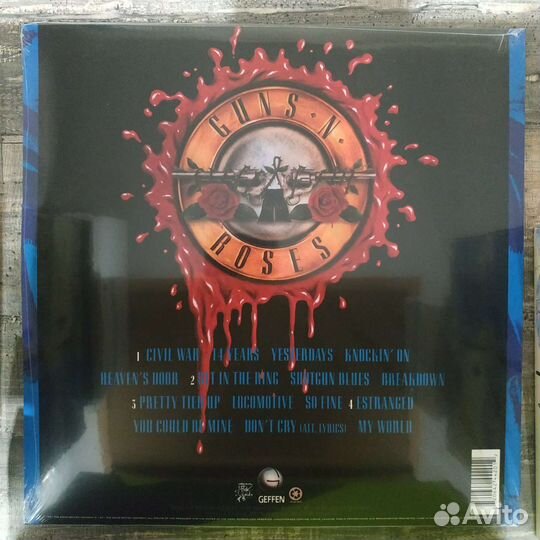 GUNS N
ROSES
1 CIVIL WAR 14 YEARS YESTERDAYS KNOCKIN' ON
HEAVEN'S DOOR 2 GET IN THE RING SHOTGUN BLUES BREAKDOWN
3 PRETTY TIED UP LOCOMOTIVE SO FINE 4 ESTRANGED
YOU COULD BE MINE DON'T CRY (ALT. LYRICS) MY WORLD
GEFFEN
Avito